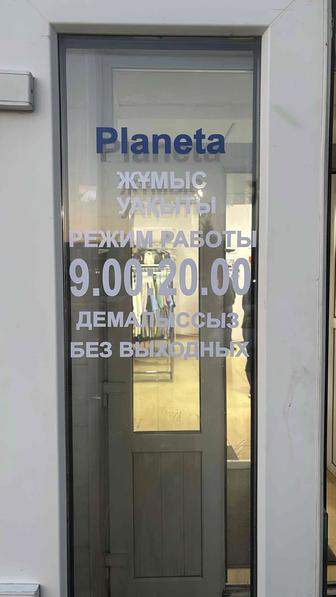 Planeta
ЖҰМЫС
УАҚЫТЫ
РЕЖИМ РАБОТЫ
9.00-20.00
ДЕМАЛЫССЫЗ
БЕЗ ВЫХОДНЫХ